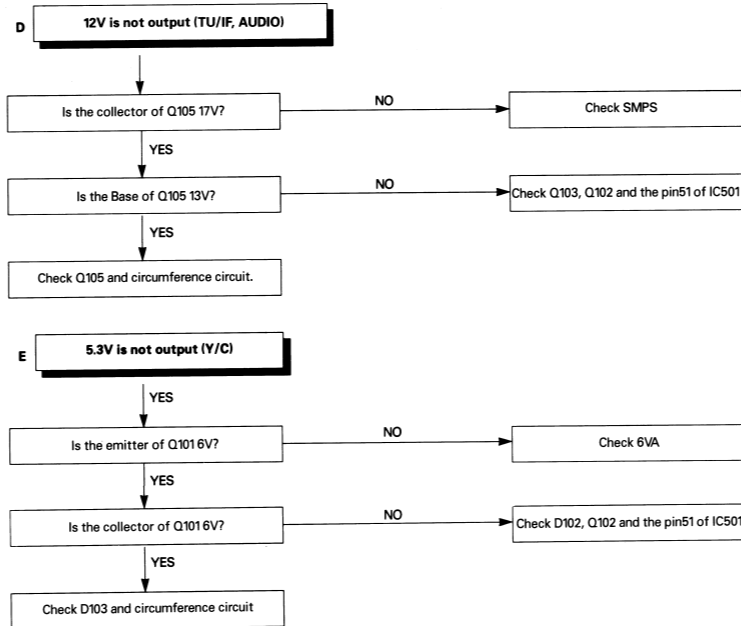 D
12V is not output (TU/IF, AUDIO)
Is the collector of Q105 17V?
NO
Check SMPS
YES
Is the Base of Q105 13V?
NO
Check Q103, Q102 and the pin51 of IC501
YES
Check Q105 and circumference circuit.
E
5.3V is not output (Y/C)
YES
Is the emitter of Q101 6V?
NO
Check 6VA
YES
Is the collector of Q101 6V?
NO
Check D102, Q102 and the pin51 of IC501
YES
Check D103 and circumference circuit